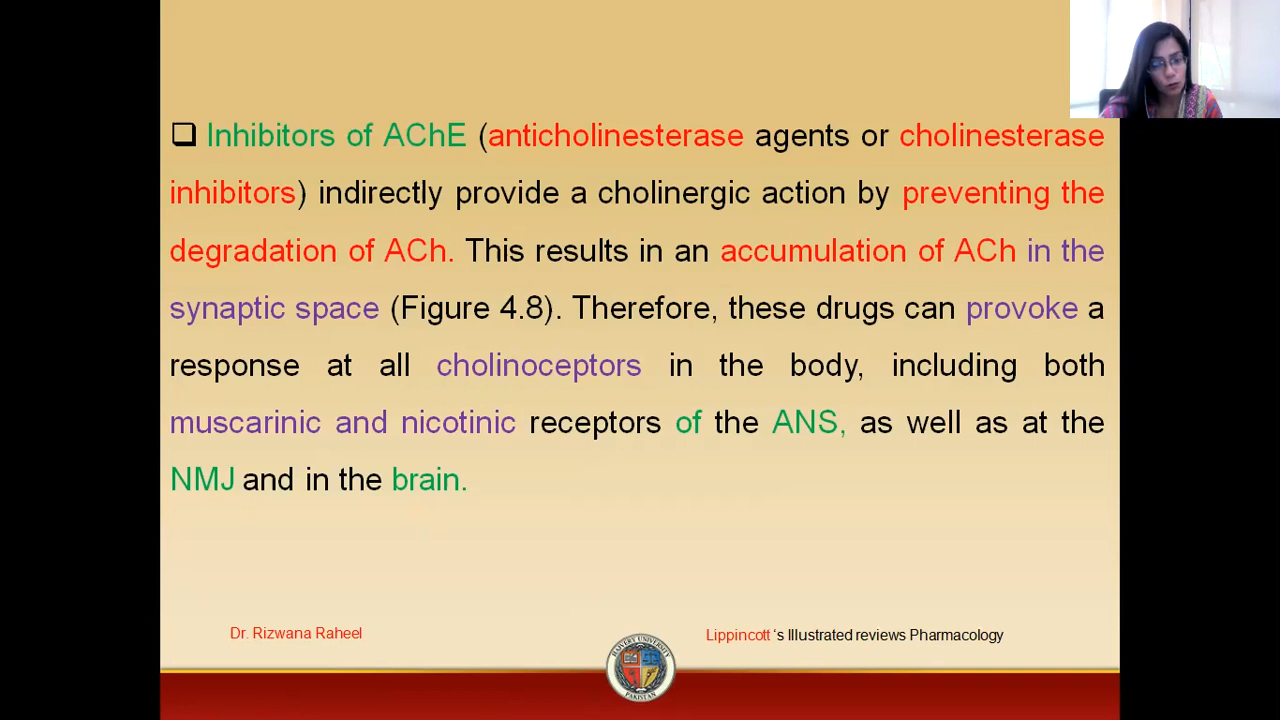 ❑ Inhibitors of AChE (anticholinesterase agents or cholinesterase
inhibitors) indirectly provide a cholinergic action by preventing the
degradation of ACh. This results in an accumulation of ACh in the
synaptic space (Figure 4.8). Therefore, these drugs can provoke a
response at all cholinoceptors in the body, including both
muscarinic and nicotinic receptors of the ANS, as well as at the
NMJ and in the brain.
Dr. Rizwana Raheel
Lippincott ‘s Illustrated reviews Pharmacology
UNIVERSITY
PAKISTAN